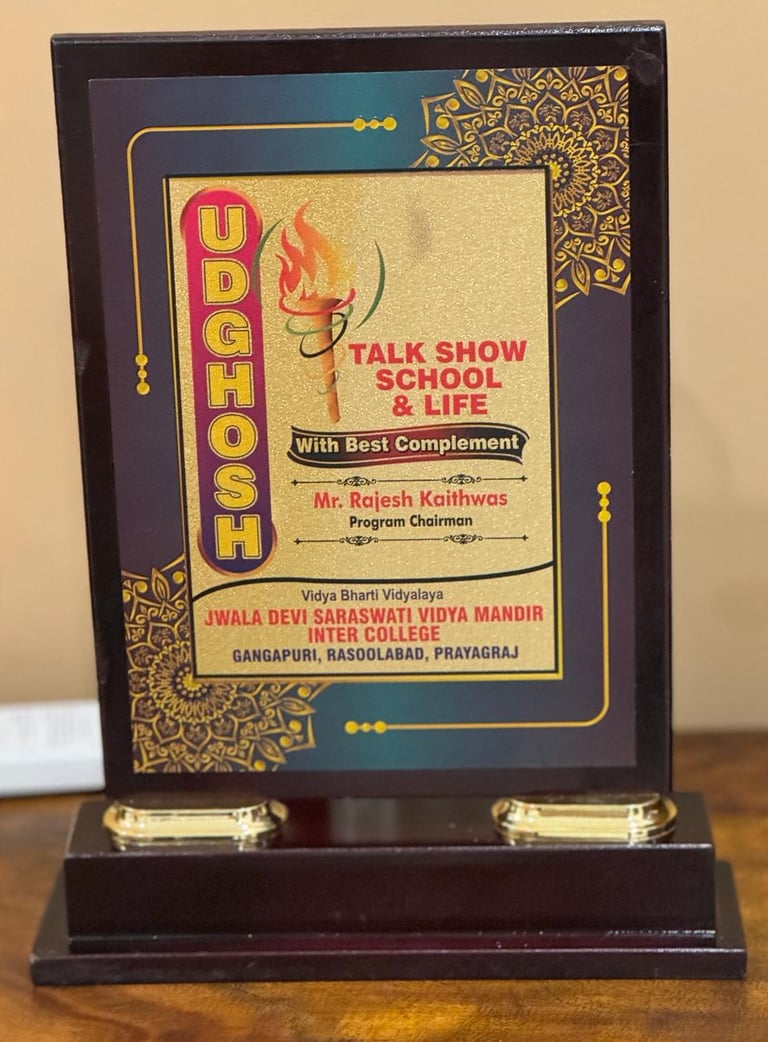 UDGHOSH
TALK SHOW
SCHOOL
& LIFE
With Best Complement
Mr. Rajesh Kaithwas
Program Chairman
Vidya Bharti Vidyalaya
JWALA DEVI SARASWATI VIDYA MANDIR
INTER COLLEGE
GANGAPURI, RASOOLABAD, PRAYAGRAJ